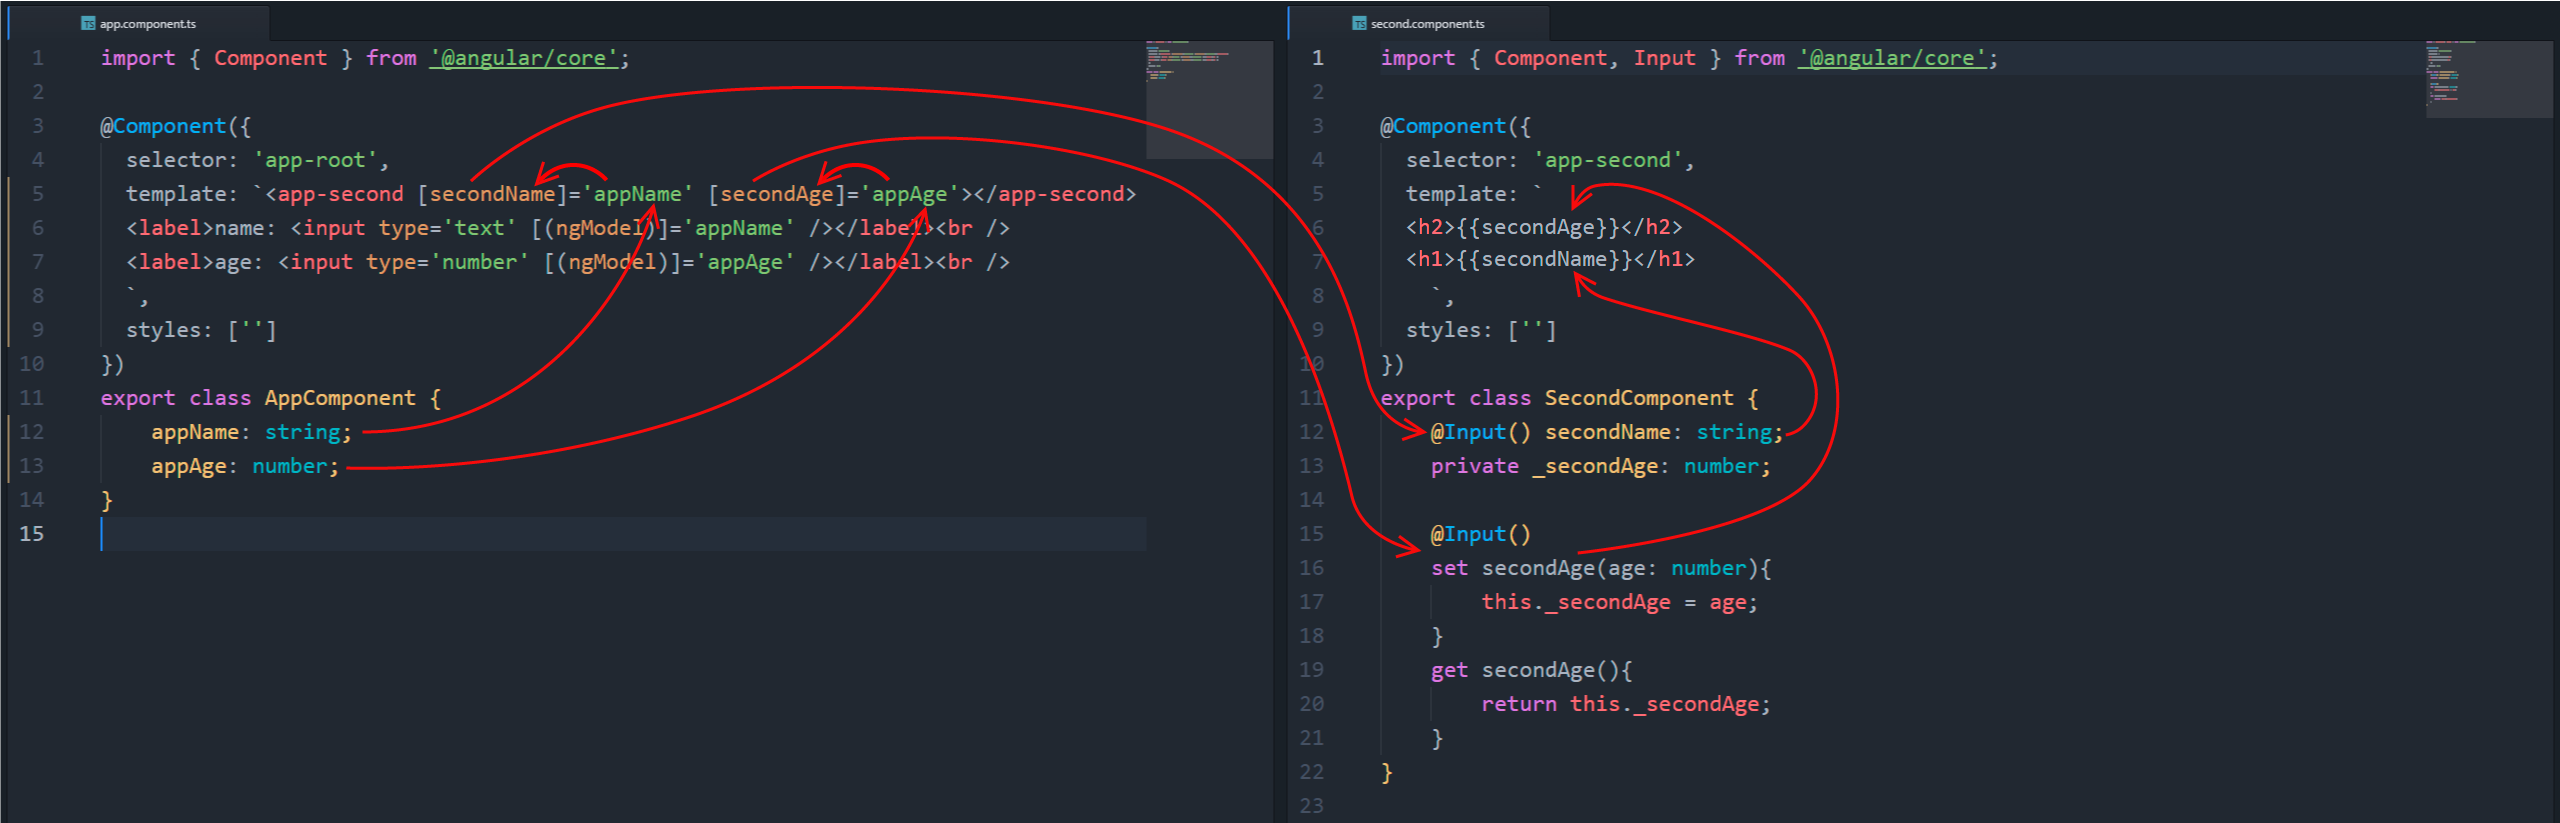 app.component.ts
1 import { Component } from '@angular/core';
2
3 @Component({
4 selector: 'app-root',
5 template: `<app-second [secondName]='appName' [secondAge]='appAge'></app-second>
6 <label>name: <input type='text' [(ngModel)]='appName' /></label><br />
7 <label>age: <input type='number' [(ngModel)]='appAge' /></label><br />
8 `,
9 styles: ['']
10 })
11 export class AppComponent {
12 appName: string;
13 appAge: number;
14 }
15
second.component.ts
1 import { Component, Input } from '@angular/core';
2
3 @Component({
4 selector: 'app-second',
5 template: `
6 <h2>{{secondAge}}</h2>
7 <h1>{{secondName}}</h1>
8 `,
9 styles: ['']
10 })
11 export class SecondComponent {
12 @Input() secondName: string;
13 private _secondAge: number;
14
15 @Input()
16 set secondAge(age: number){
17 this._secondAge = age;
18 }
19 get secondAge(){
20 return this._secondAge;
21 }
22 }
23